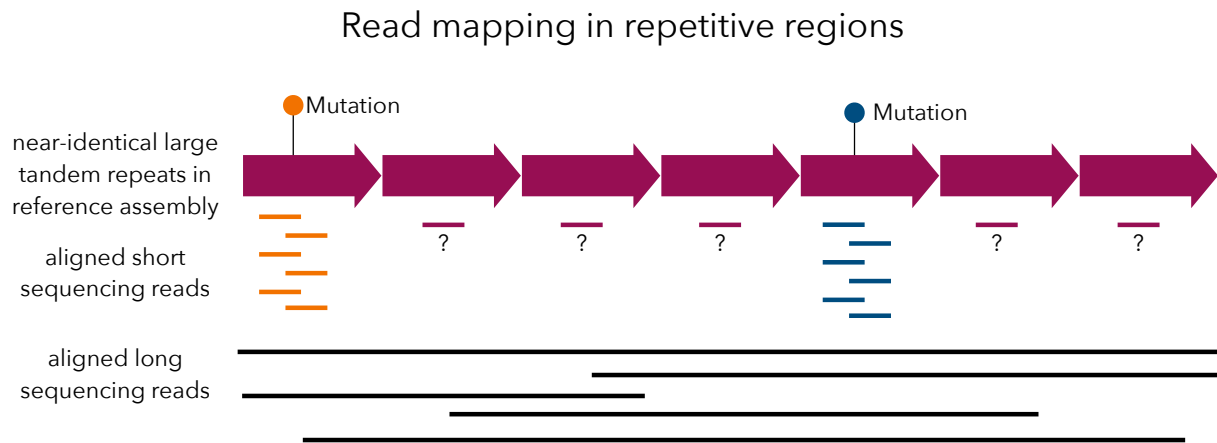 Read mapping in repetitive regions
Mutation
Mutation
near-identical large
tandem repeats in
reference assembly
? ? ? ? ?
aligned short
sequencing reads
aligned long
sequencing reads